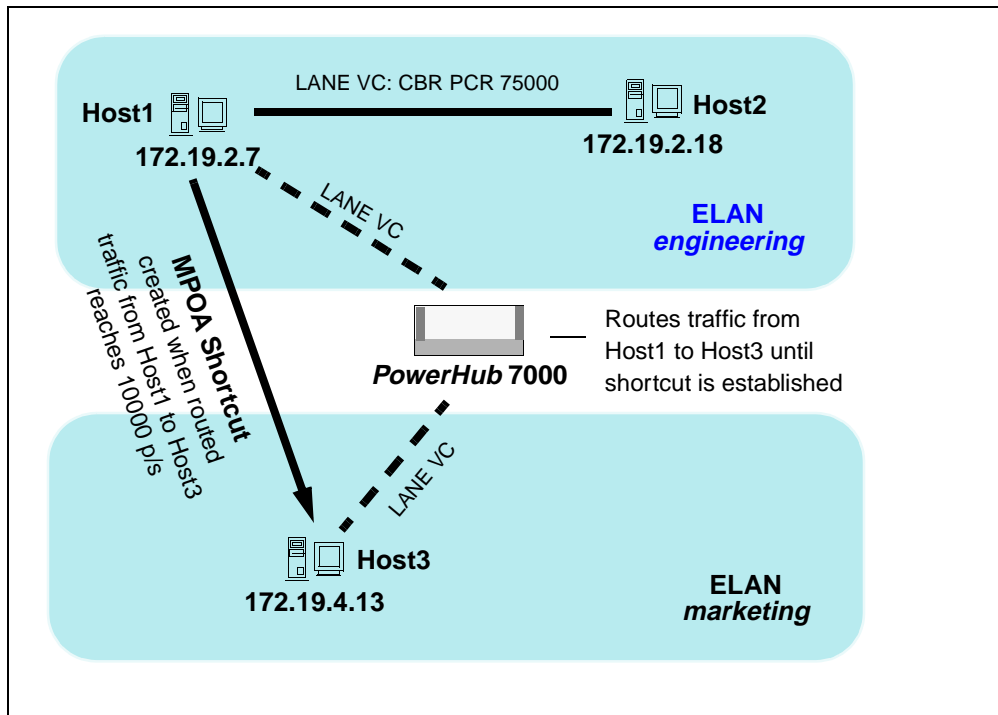 LANE VC: CBR PCR 75000
Host1
Host2
172.19.2.7
172.19.2.18
LANE VC
ELAN
engineering
MPOA Shortcut
created when routed
traffic from Host1 to Host3
reaches 10000 p/s
PowerHub 7000
Routes traffic from
Host1 to Host3 until
shortcut is established
LANE VC
Host3
172.19.4.13
ELAN
marketing